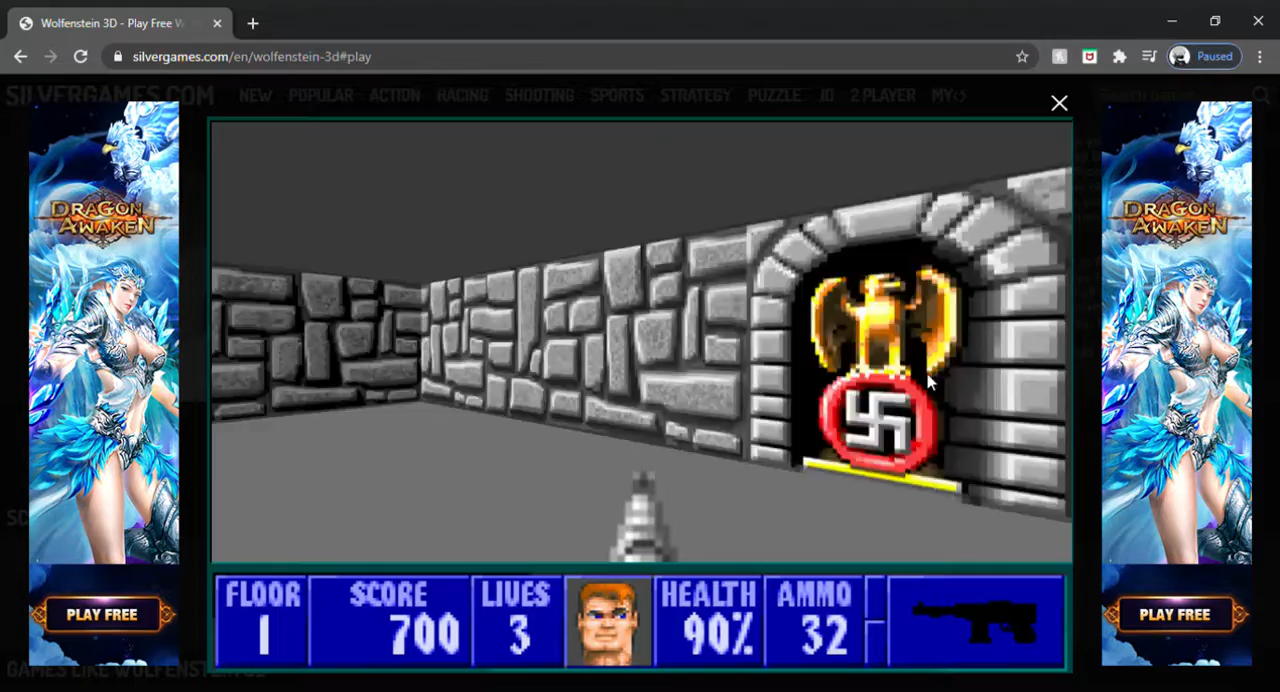 Wolfenstein 3D - Play Free W
silvergames.com/en/wolfenstein-3d#play
Paused
SILVERGAMES.COM
NEW POPULAR ACTION RACING SHOOTING SPORTS STRATEGY PUZZLE .IO 2 PLAYER MY
DRAGON
AWAKEN
PLAY FREE
DRAGON
AWAKEN
PLAY FREE
FLOOR SCORE LIVES HEALTH AMMO
1 700 3 90% 32